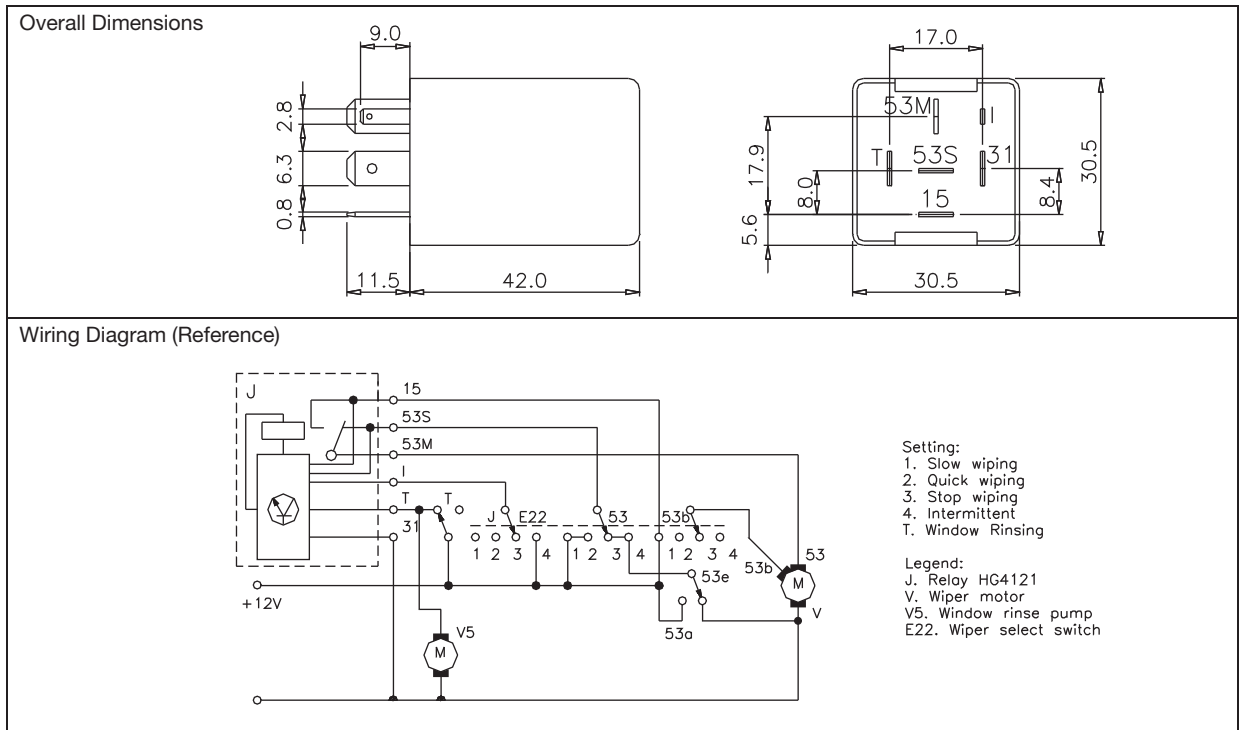 Overall Dimensions
9.0
2.8
6.3
0.8
11.5
42.0
17.0
53M
I
T
53S
31
15
17.9
8.0
5.6
8.4
30.5
30.5
Wiring Diagram (Reference)
J
15
53S
53M
I
T
T
31
J
E22
53
53b
1 2 3 4
1 2 3 4
1 2 3 4
53e
53a
53b
53
M
V
+12V
V5
M
Setting:
1. Slow wiping
2. Quick wiping
3. Stop wiping
4. Intermittent
T. Window Rinsing
Legend:
J. Relay HG4121
V. Wiper motor
V5. Window rinse pump
E22. Wiper select switch